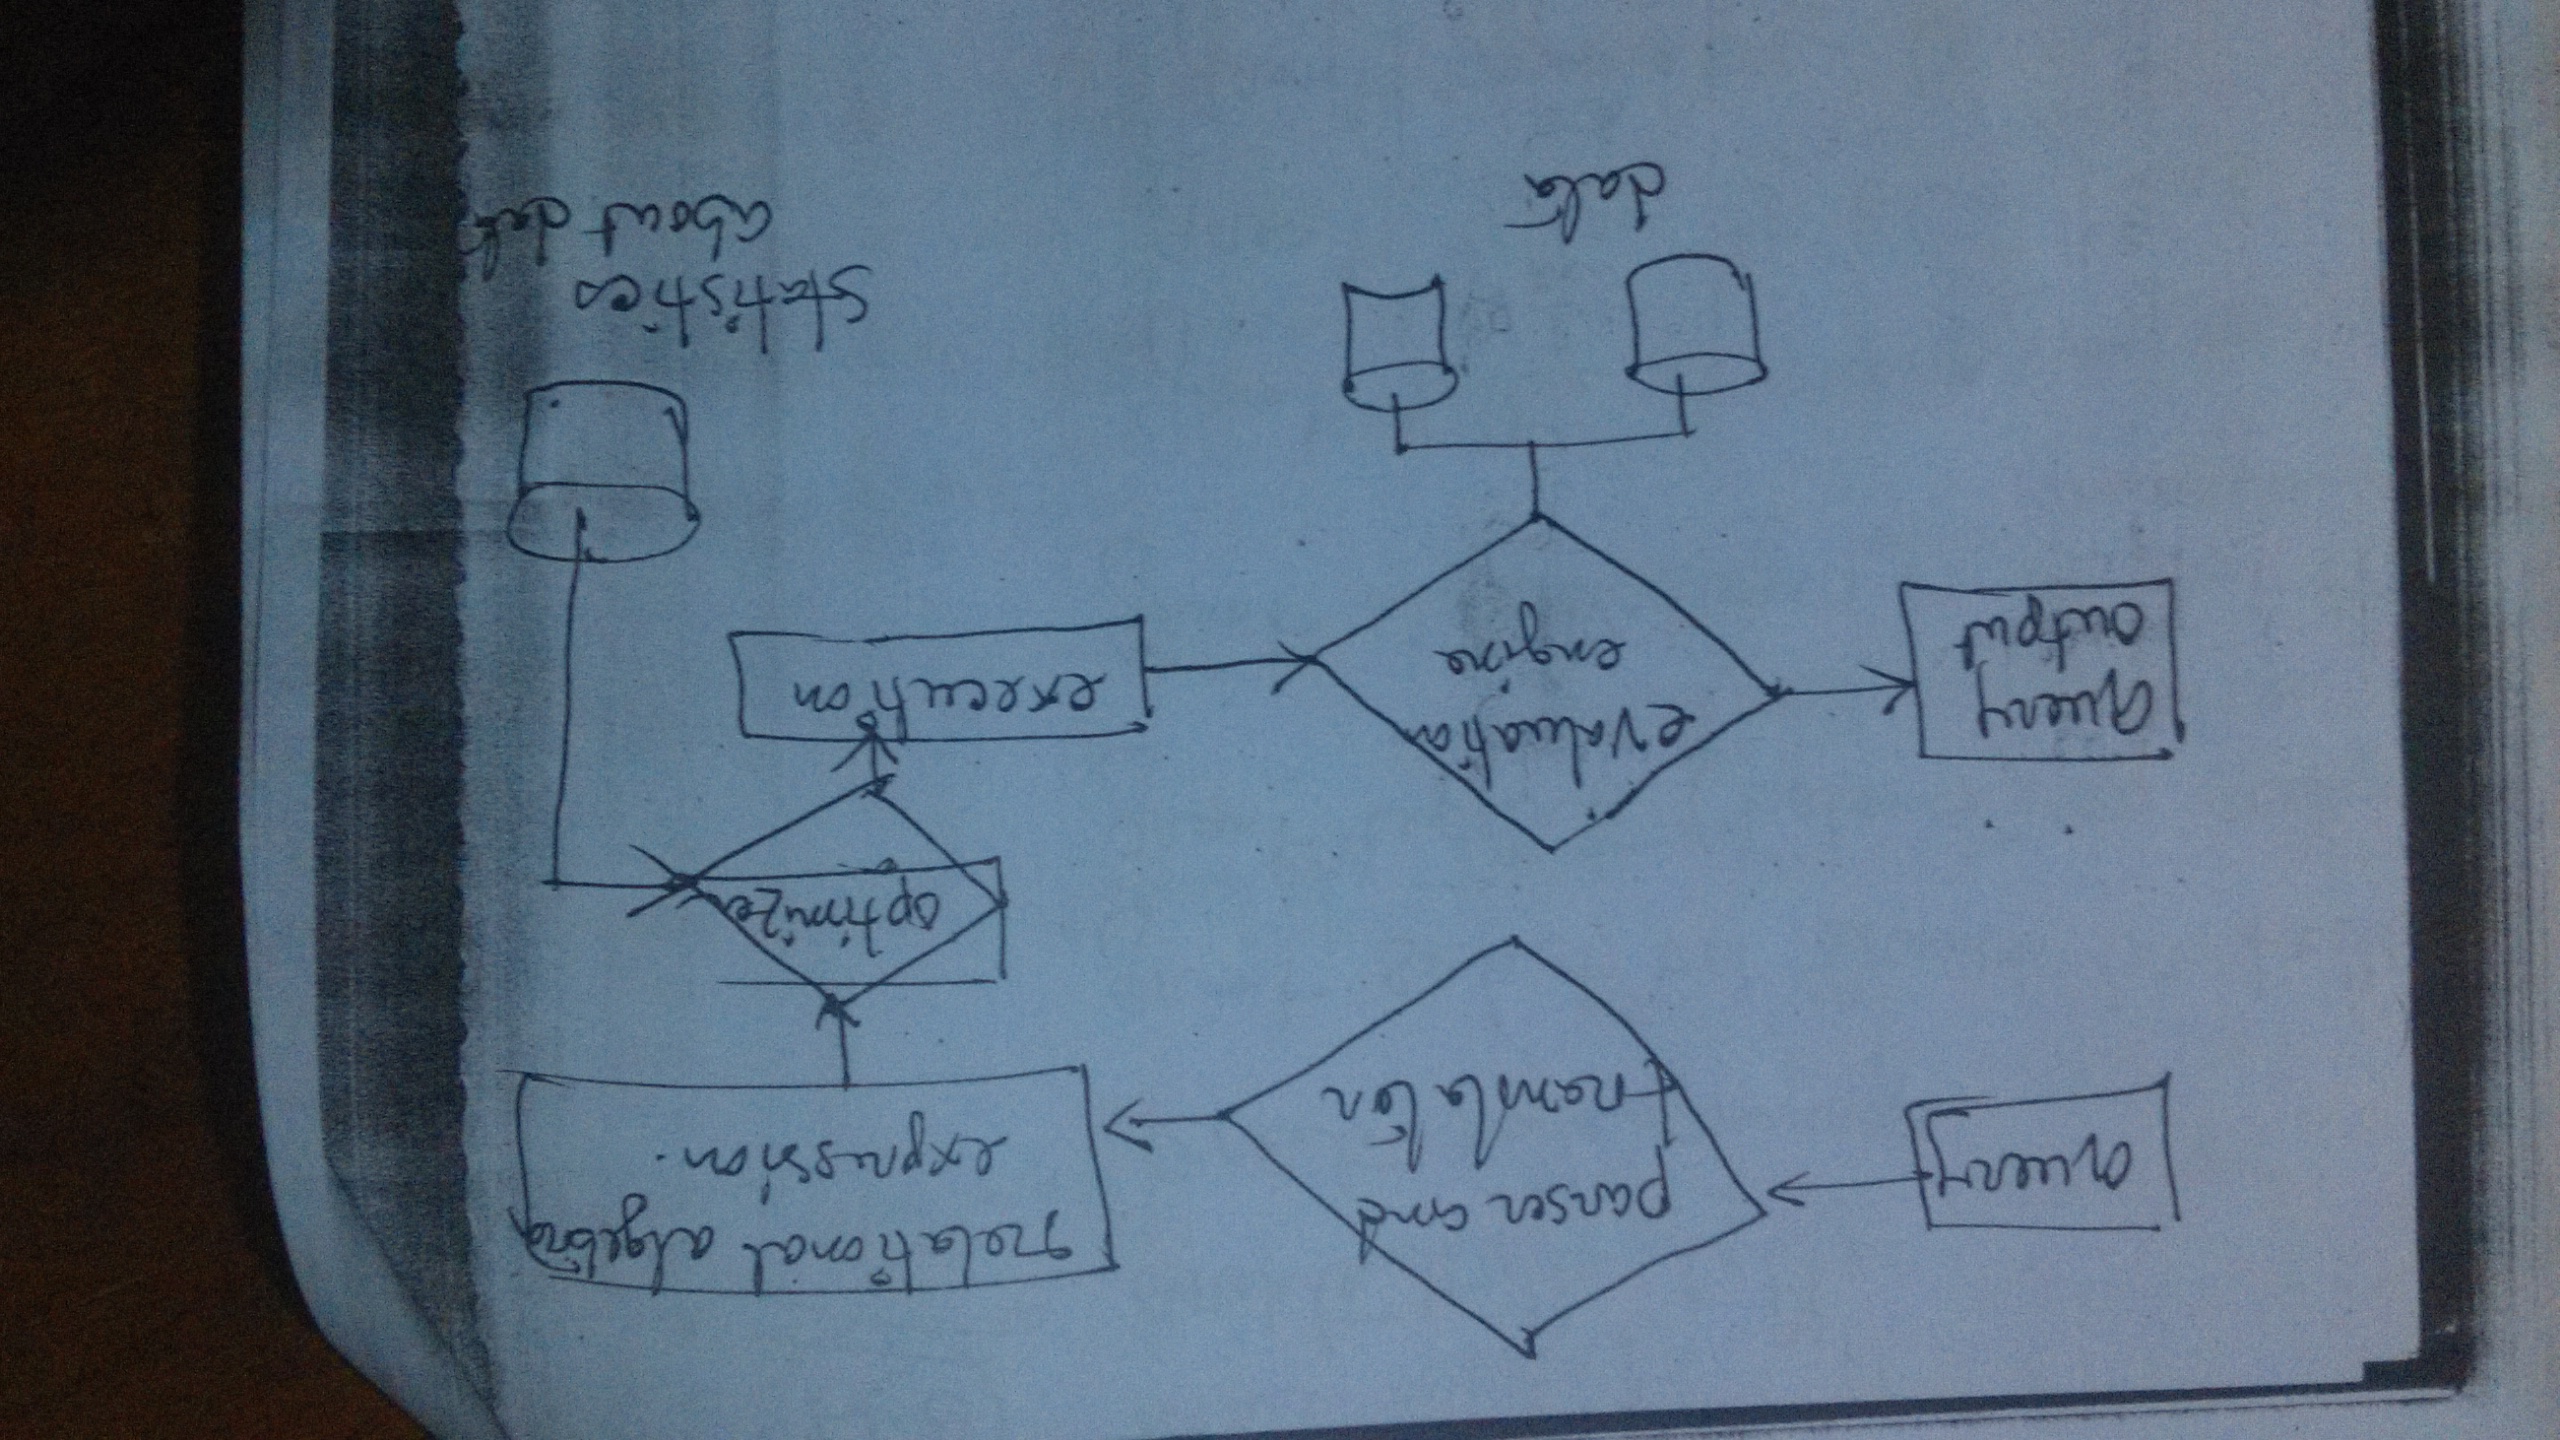 query
parser and
translator
relational algebra
expression.
optimizer
execution
evaluation
engine
query
output
data
statistics
about data